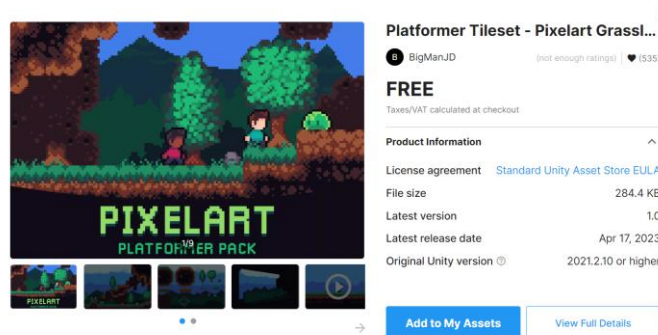 Platformer Tileset - Pixelart Grassl...
B BigManJD (not enough ratings) (535)
FREE
Taxes/VAT calculated at checkout
Product Information
License agreement Standard Unity Asset Store EULA
File size 284.4 KB
Latest version 1.0
Latest release date Apr 17, 2023
Original Unity version 2021.2.10 or higher
Add to My Assets View Full Details
PIXELART
PLATFORMER PACK
1/9
PIXELART